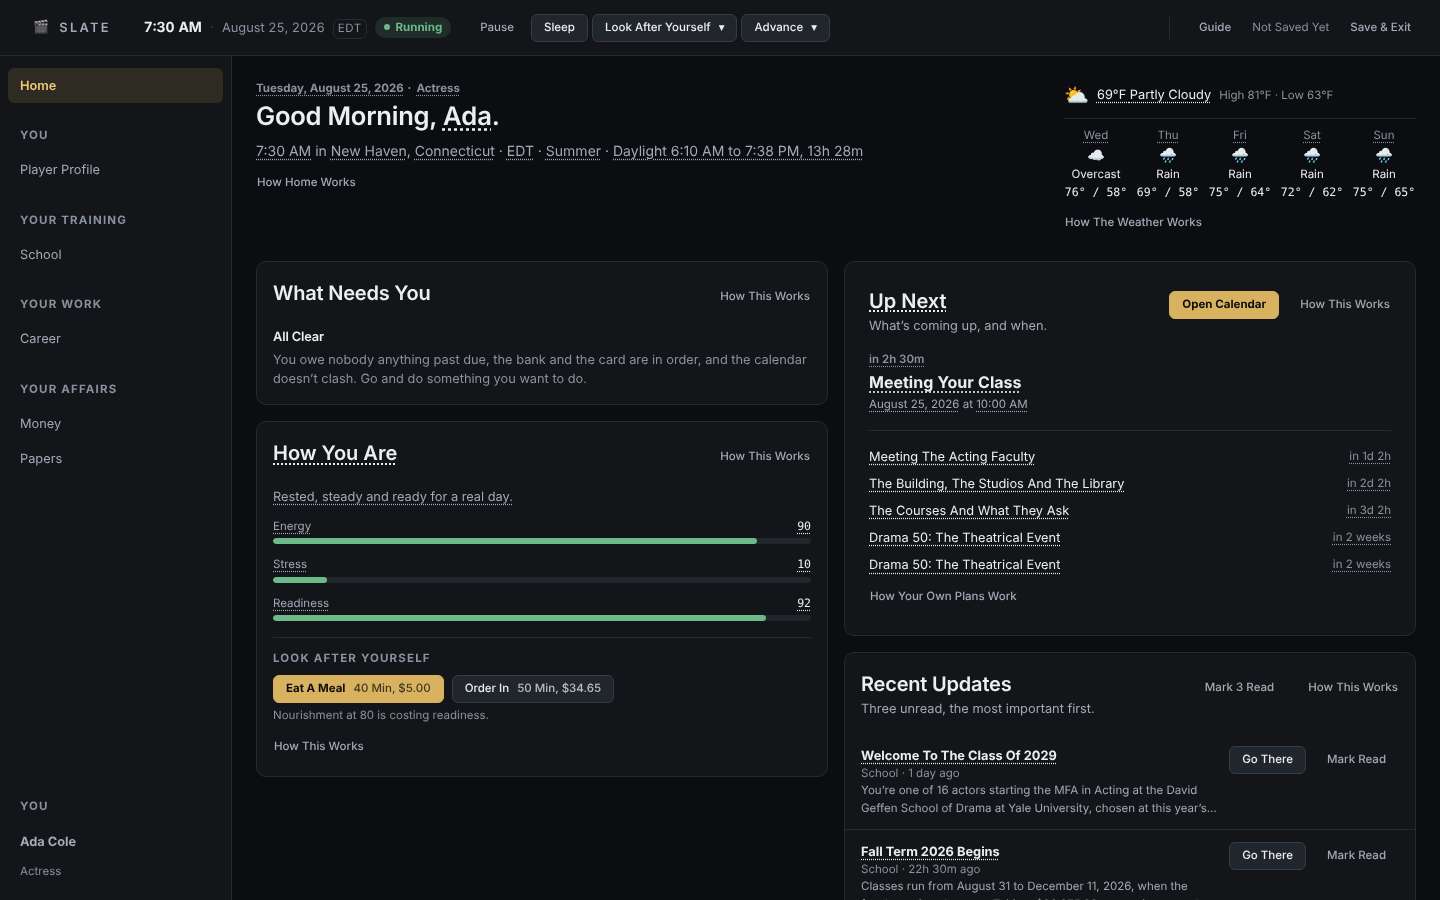 SLATE
7:30 AM · August 25, 2026 EDT Running
Pause
Sleep
Look After Yourself ▾
Advance ▾
Guide
Not Saved Yet
Save & Exit
Home
YOU
Player Profile
YOUR TRAINING
School
YOUR WORK
Career
YOUR AFFAIRS
Money
Papers
YOU
Ada Cole
Actress
Tuesday, August 25, 2026 · Actress
Good Morning, Ada.
7:30 AM in New Haven, Connecticut · EDT · Summer · Daylight 6:10 AM to 7:38 PM, 13h 28m
How Home Works
69°F Partly Cloudy High 81°F · Low 63°F
Wed Thu Fri Sat Sun
Overcast Rain Rain Rain Rain
76° / 58° 69° / 58° 75° / 64° 72° / 62° 75° / 65°
How The Weather Works
What Needs You
How This Works
All Clear
You owe nobody anything past due, the bank and the card are in order, and the calendar
doesn't clash. Go and do something you want to do.
How You Are
How This Works
Rested, steady and ready for a real day.
Energy 90
Stress 10
Readiness 92
LOOK AFTER YOURSELF
Eat A Meal 40 Min, $5.00
Order In 50 Min, $34.65
Nourishment at 80 is costing readiness.
How This Works
Up Next
Open Calendar
How This Works
What's coming up, and when.
in 2h 30m
Meeting Your Class
August 25, 2026 at 10:00 AM
Meeting The Acting Faculty in 1d 2h
The Building, The Studios And The Library in 2d 2h
The Courses And What They Ask in 3d 2h
Drama 50: The Theatrical Event in 2 weeks
Drama 50: The Theatrical Event in 2 weeks
How Your Own Plans Work
Recent Updates
Mark 3 Read
How This Works
Three unread, the most important first.
Welcome To The Class Of 2029
Go There
Mark Read
School · 1 day ago
You're one of 16 actors starting the MFA in Acting at the David
Geffen School of Drama at Yale University, chosen at this year's...
Fall Term 2026 Begins
Go There
Mark Read
School · 22h 30m ago
Classes run from August 31 to December 11, 2026, when the